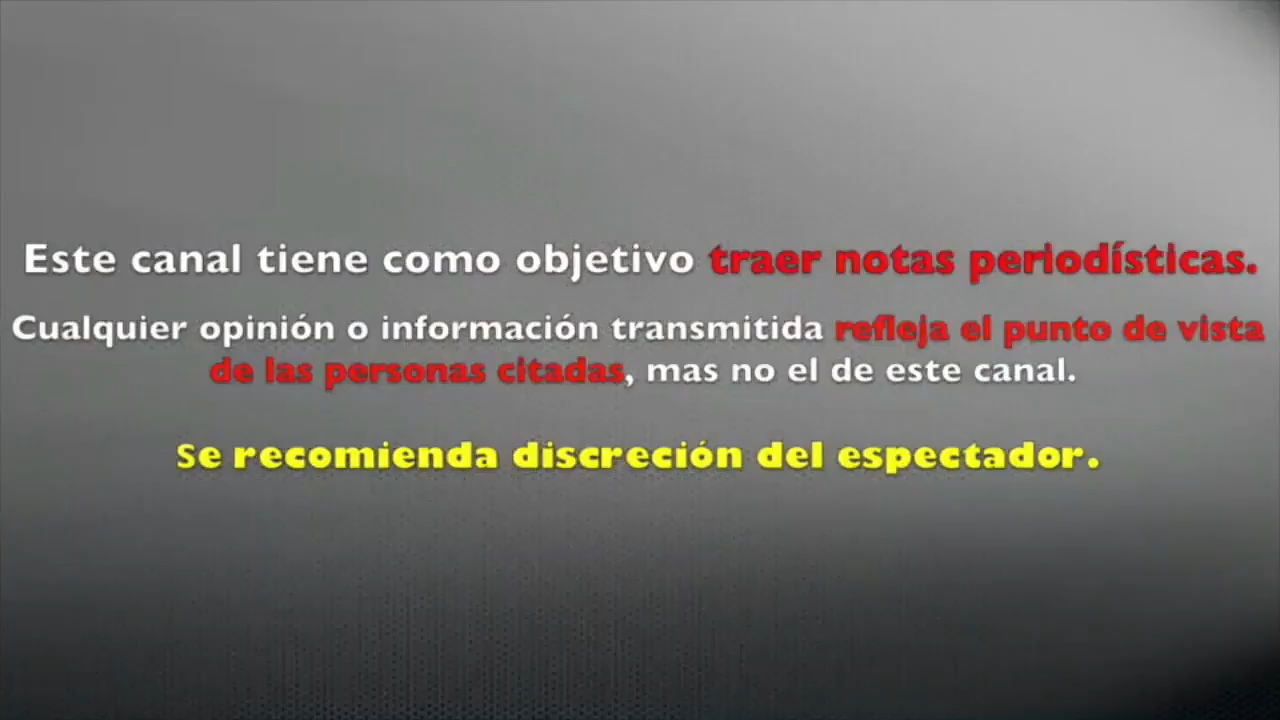 Este canal tiene como objetivo traer notas periodísticas.
Cualquier opinión o información transmitida refleja el punto de vista
de las personas citadas, mas no el de este canal.
Se recomienda discreción del espectador.